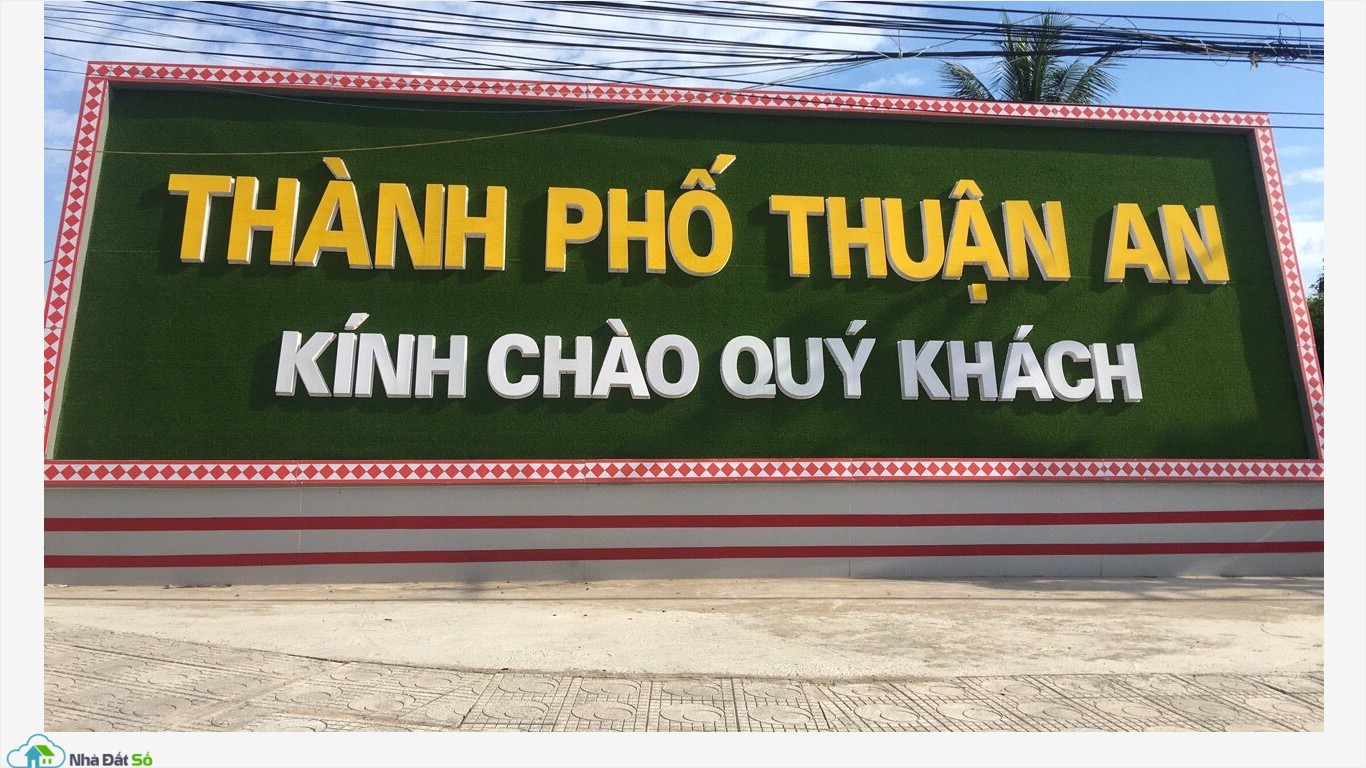 THÀNH PHỐ THUẬN AN
KÍNH CHÀO QUÝ KHÁCH
Nhà Đất Số